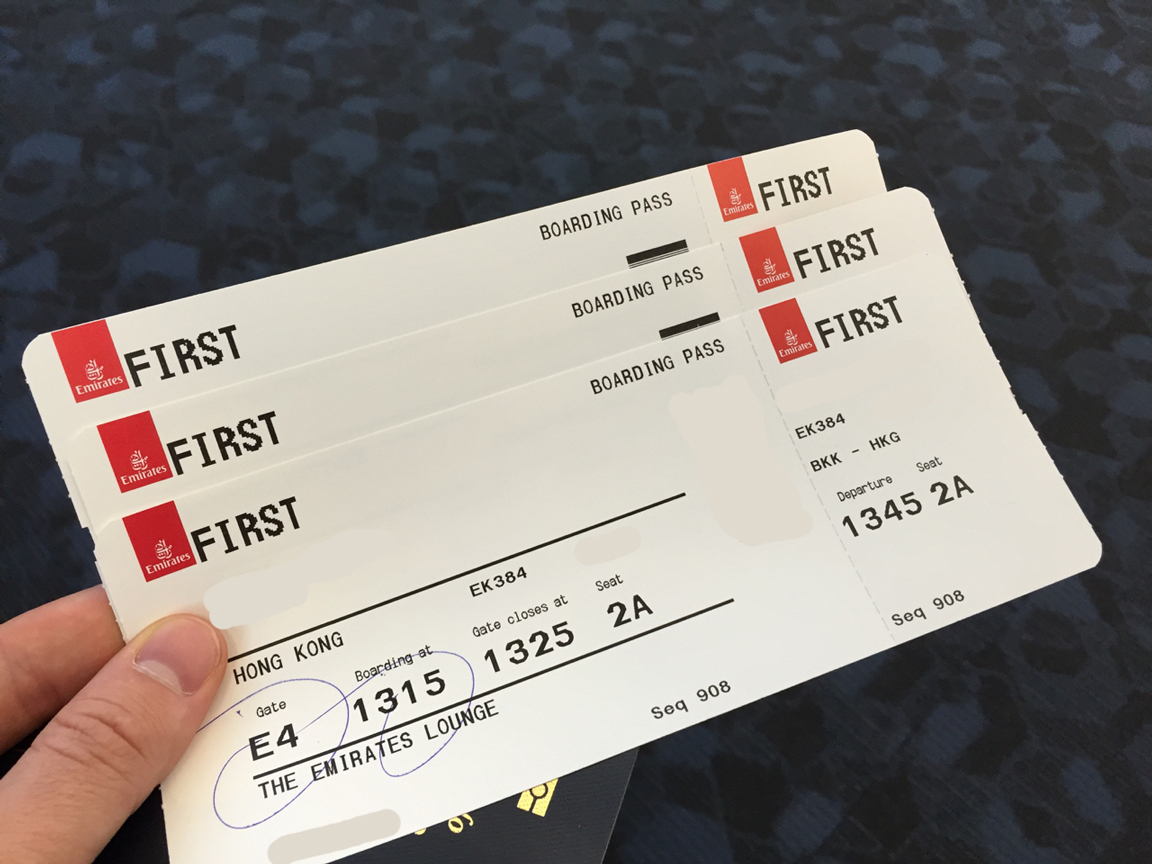 Emirates FIRST
BOARDING PASS
Emirates FIRST
Emirates FIRST
BOARDING PASS
Emirates FIRST
Emirates FIRST
BOARDING PASS
Emirates FIRST
EK384
HONG KONG
Gate Boarding at Gate closes at Seat
E4 1315 1325 2A
THE EMIRATES LOUNGE
Seq 908
EK384
BKK - HKG
Departure Seat
1345 2A
Seq 908